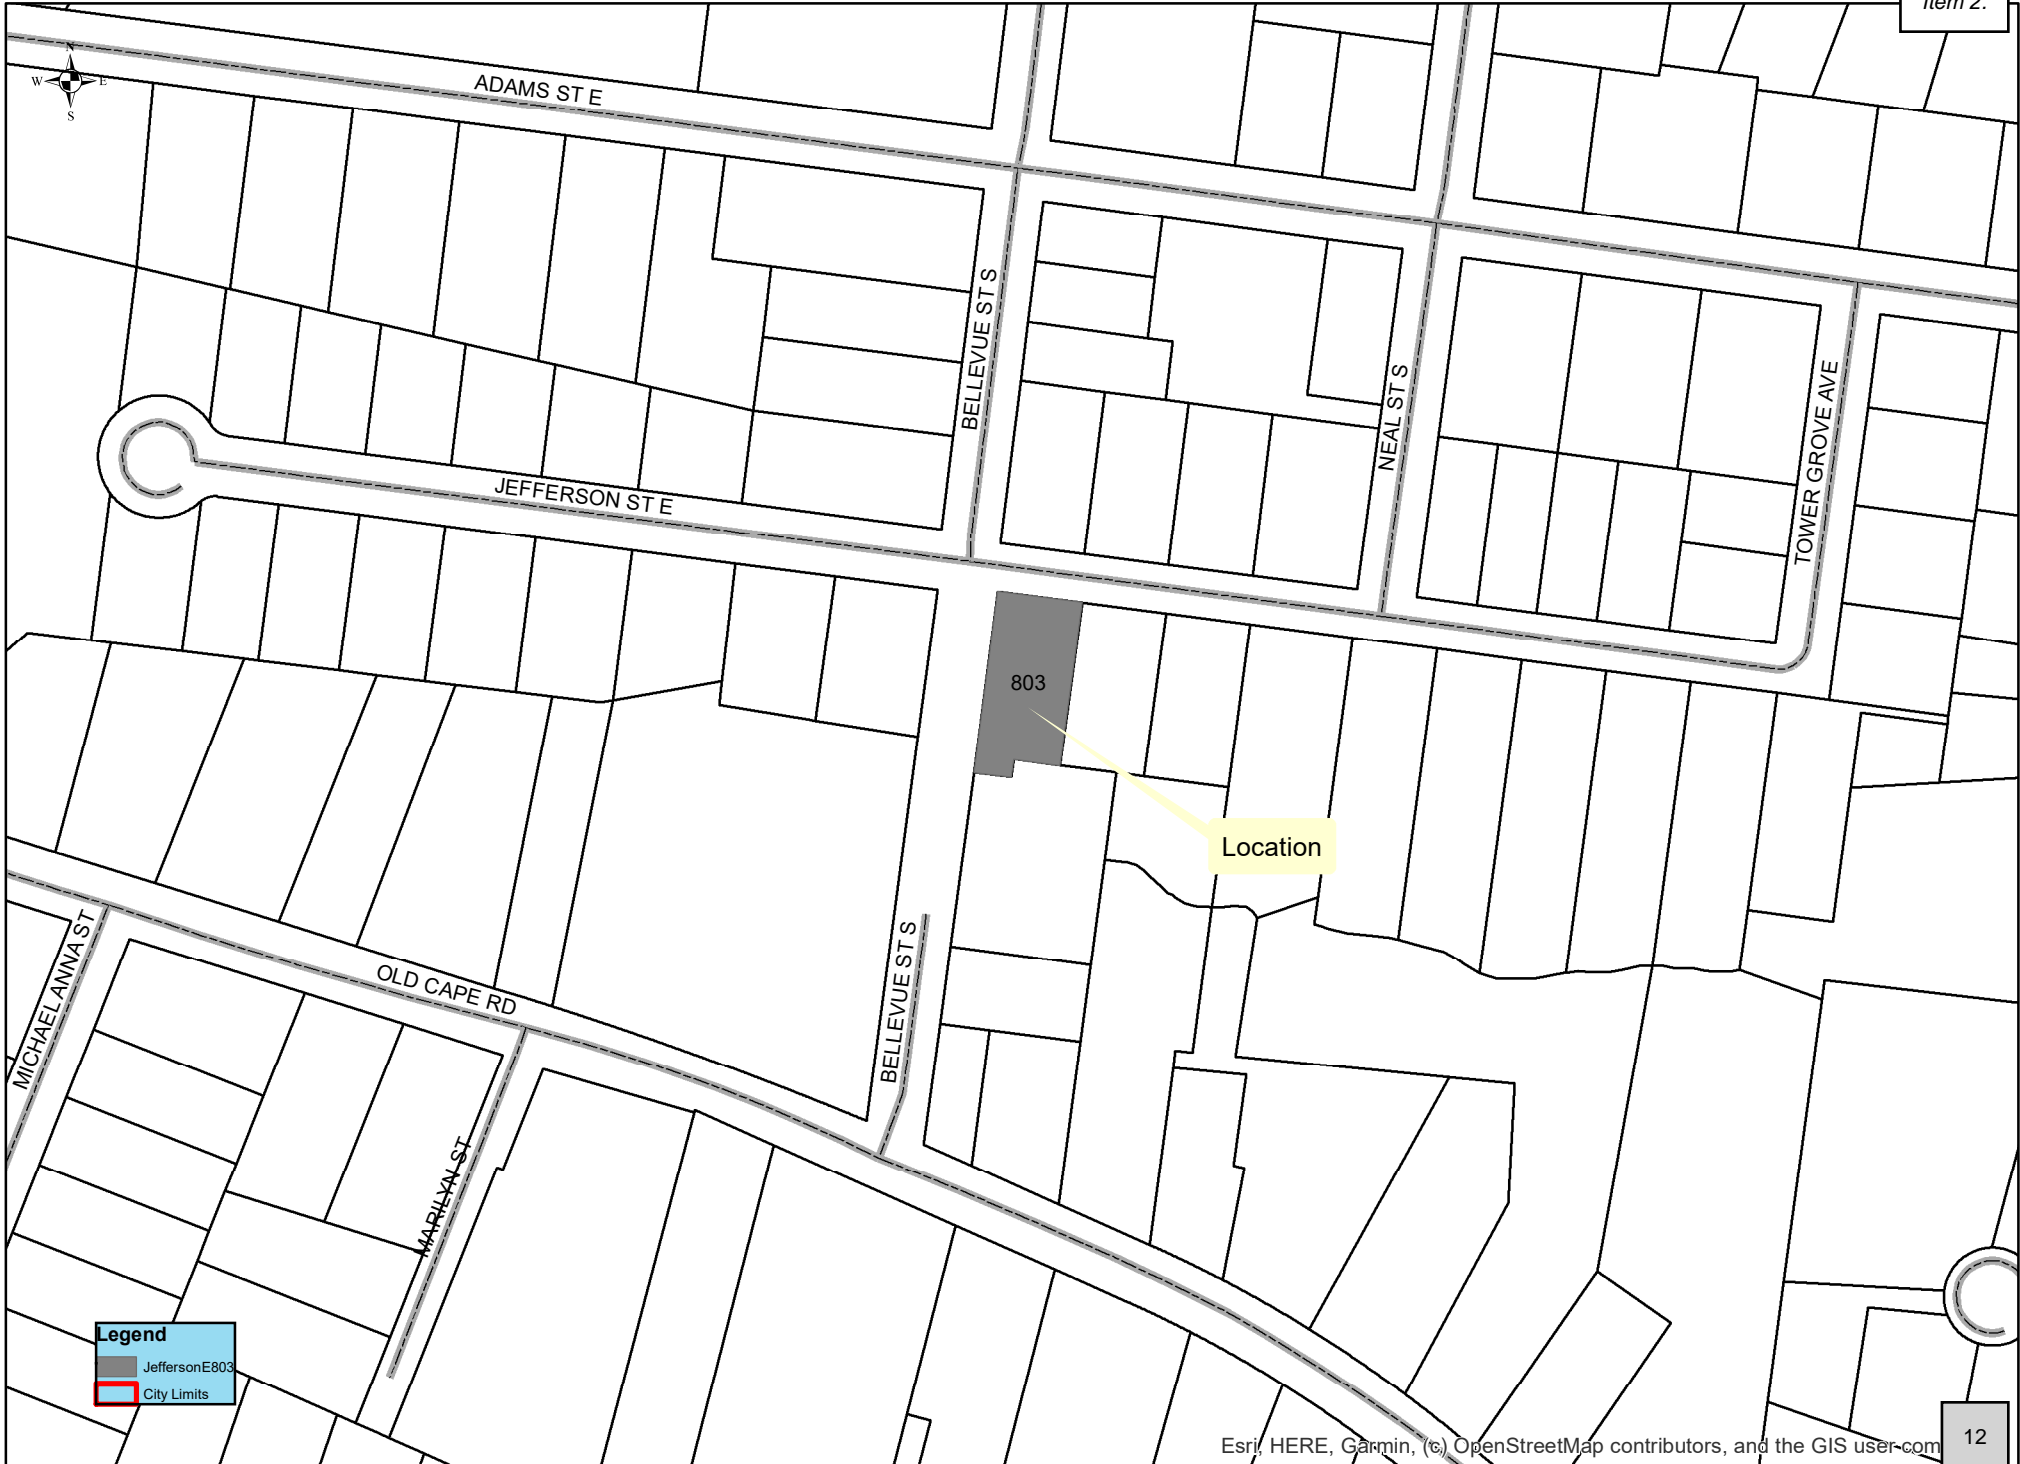 Item 2.
N
W E
S
ADAMS ST E
BELLEVUE ST S
NEAL ST S
TOWER GROVE AVE
JEFFERSON ST E
803
Location
MICHAEL ANNA ST
OLD CAPE RD
BELLEVUE ST S
MARILYN ST
Legend
JeffersonE803
City Limits
Esri, HERE, Garmin, (c) OpenStreetMap contributors, and the GIS user com
12